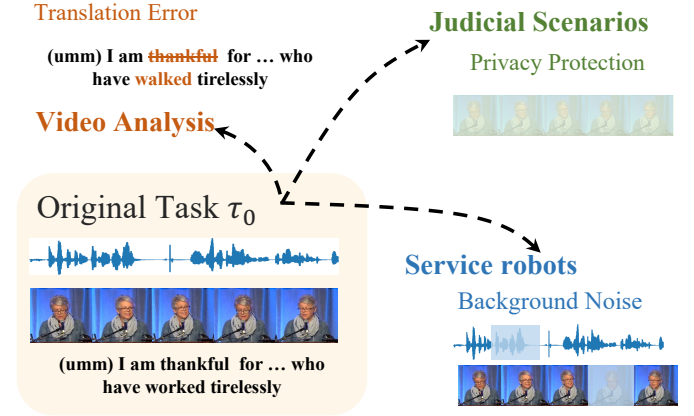 Translation Error
(umm) I am thankful for … who
have walked tirelessly
Video Analysis
Judicial Scenarios
Privacy Protection
Original Task τ₀
(umm) I am thankful for … who
have worked tirelessly
Service robots
Background Noise